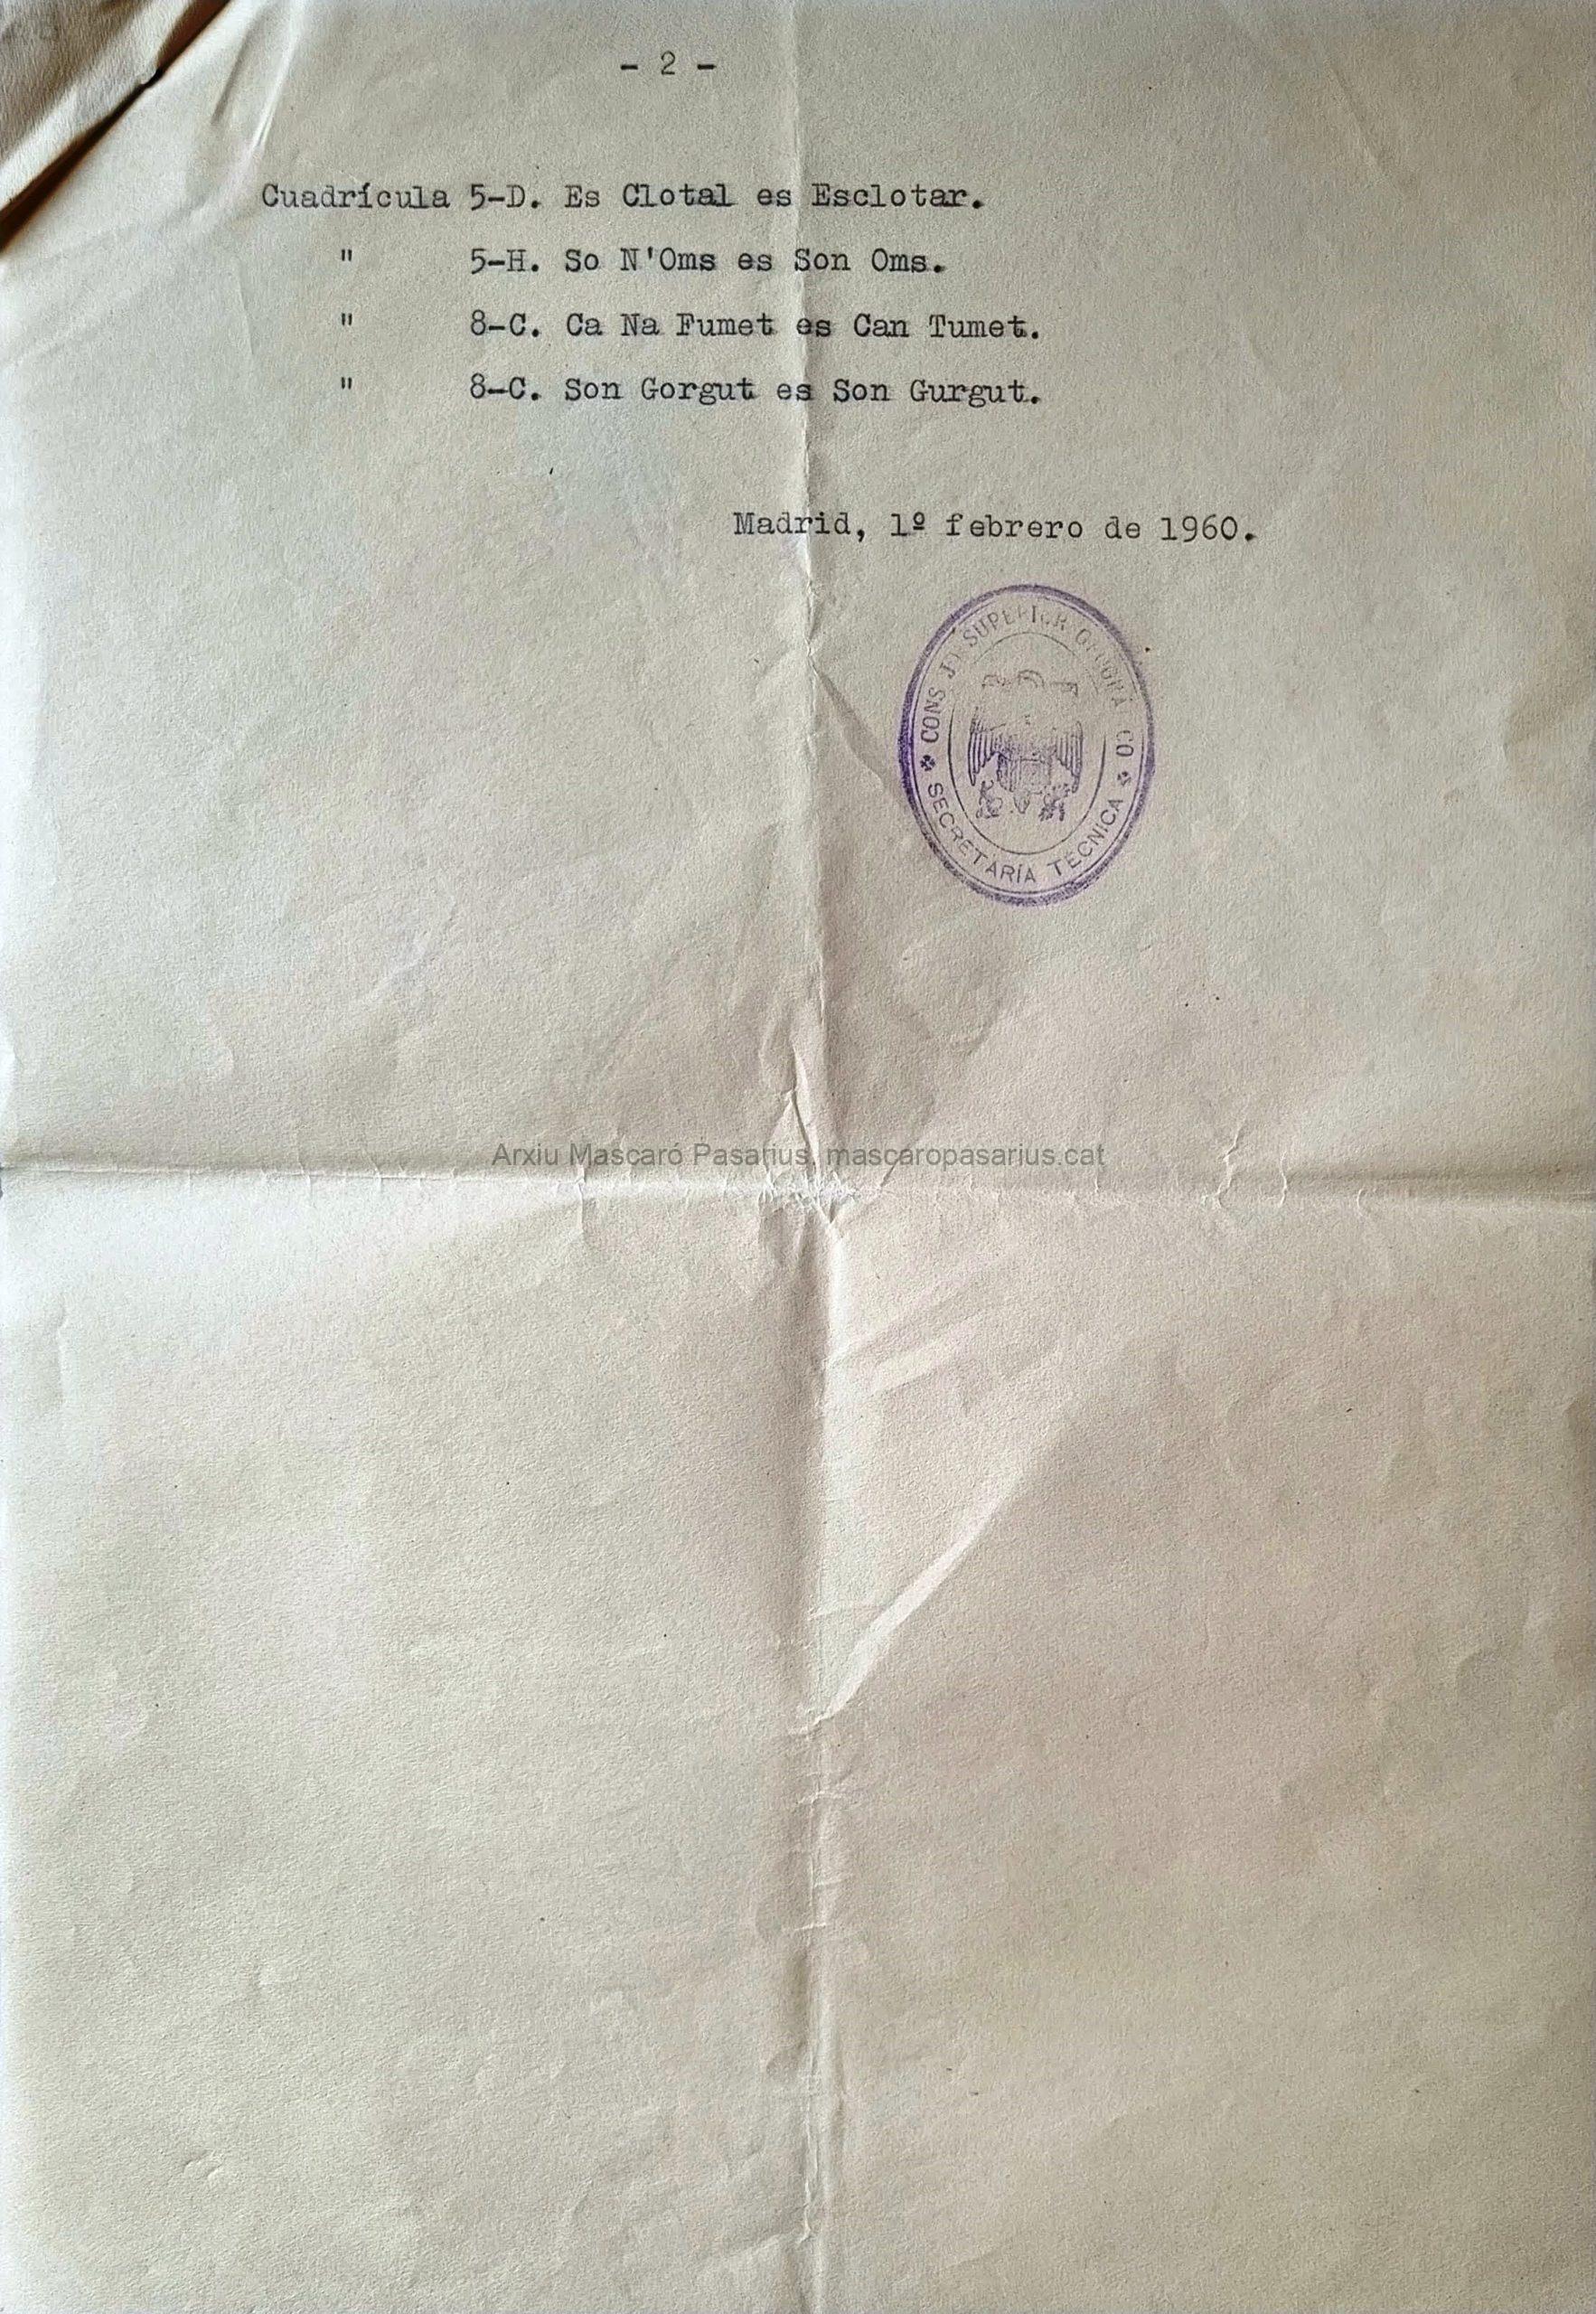 - 2 -
Cuadrícula 5-D. Es Clotal es Esclotar.
" 5-H. So N'Oms es Son Oms.
" 8-C. Ca Na Fumet es Can Tumet.
" 8-C. Son Gorgut es Son Gurgut.
Madrid, 1º febrero de 1960.
SUPERIOR
SECRETARÍA TÉCNICA
Arxiu Mascaró Pasarius, mascaropasarius.cat